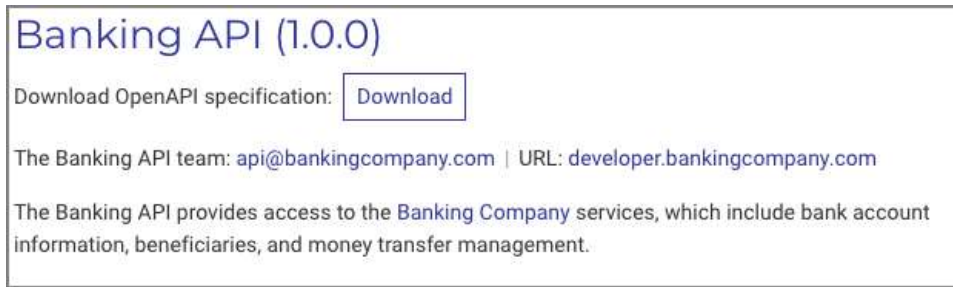 Banking API (1.0.0)
Download OpenAPI specification: Download
The Banking API team: api@bankingcompany.com | URL: developer.bankingcompany.com
The Banking API provides access to the Banking Company services, which include bank account
information, beneficiaries, and money transfer management.